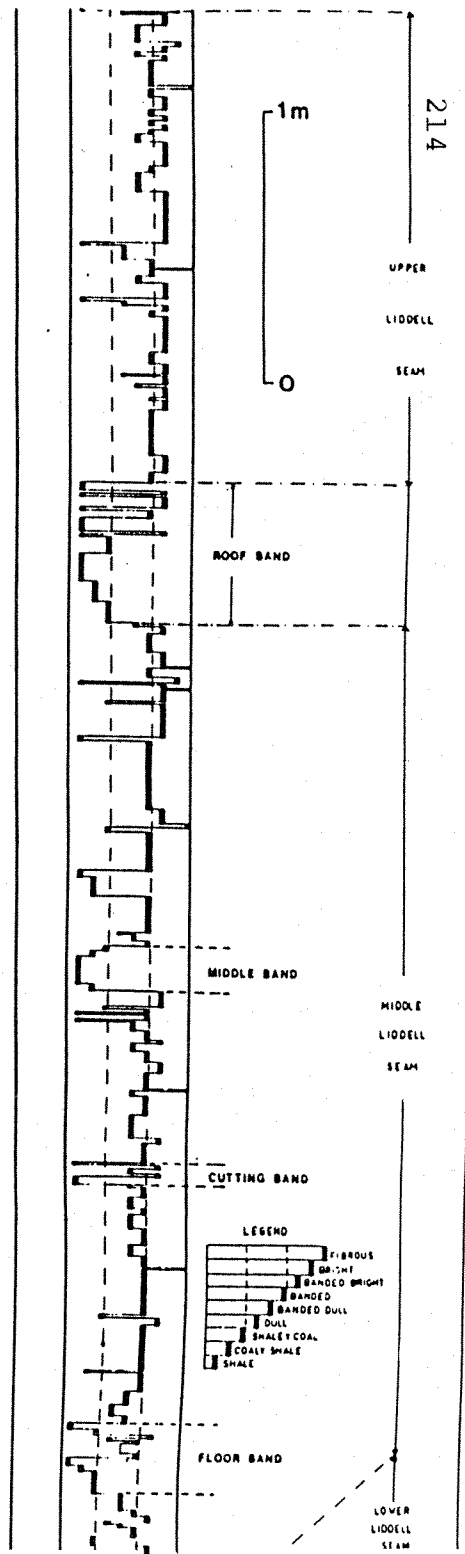 214
1m
UPPER
LIDDELL
SEAM
0
ROOF BAND
MIDDLE BAND
MIDDLE
LIDDELL
SEAM
CUTTING BAND
LEGEND
FIBROUS
BRIGHT
BANDED BRIGHT
BANDED
BANDED DULL
DULL
SHALEY COAL
COALY SHALE
SHALE
FLOOR BAND
LOWER
LIDDELL
SEAM